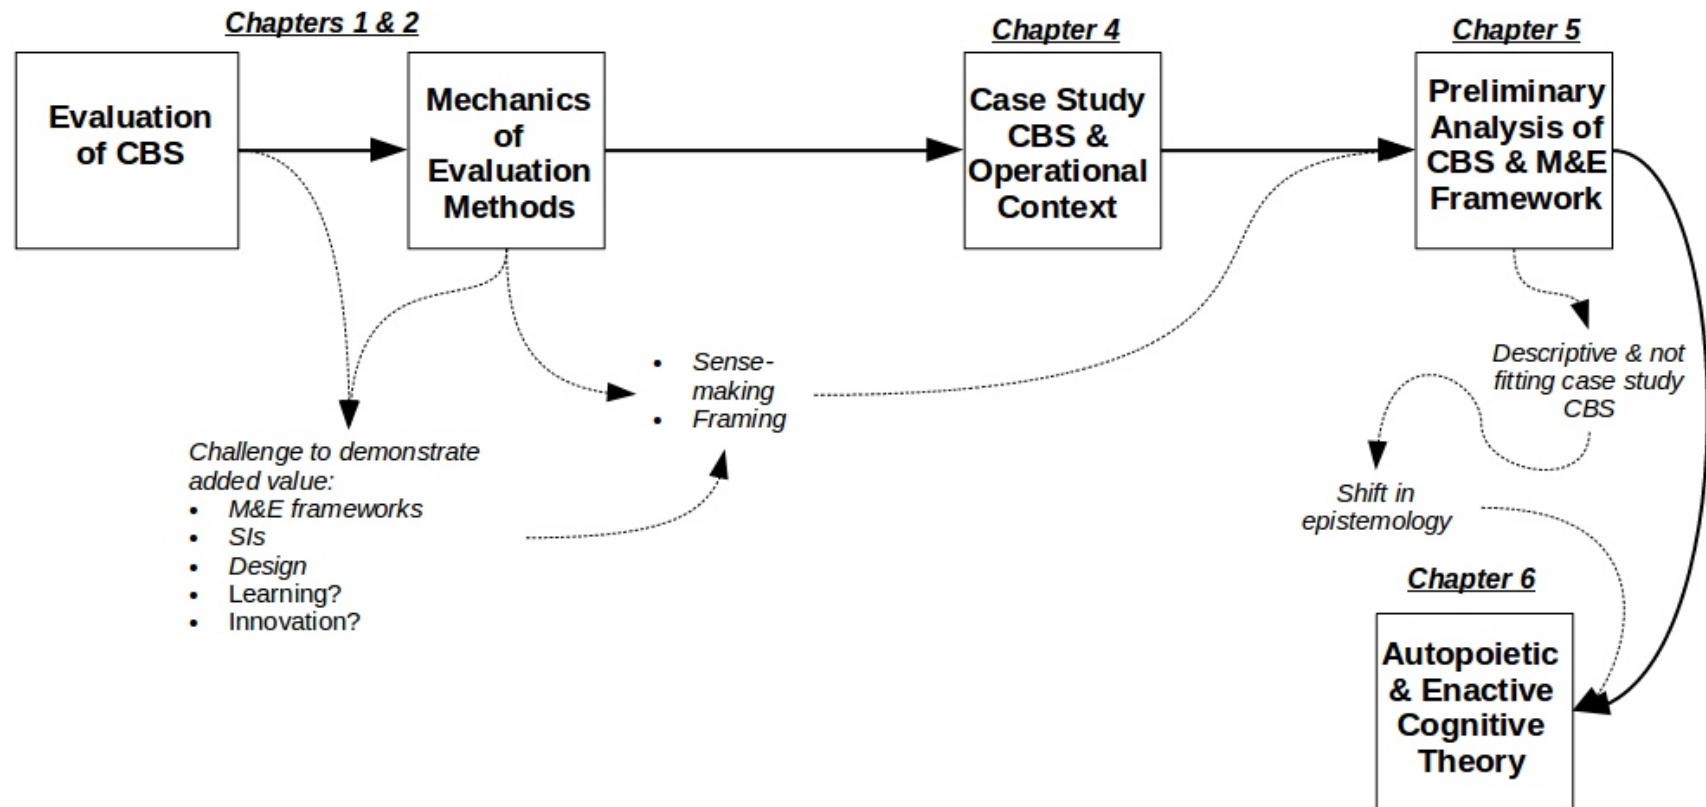 Chapters 1 & 2
Evaluation
of CBS
Mechanics
of
Evaluation
Methods
Chapter 4
Case Study
CBS &
Operational
Context
Chapter 5
Preliminary
Analysis of
CBS & M&E
Framework
Challenge to demonstrate
added value:
• M&E frameworks
• SIs
• Design
• Learning?
• Innovation?
• Sense-
making
• Framing
Descriptive & not
fitting case study
CBS
Shift in
epistemology
Chapter 6
Autopoietic
& Enactive
Cognitive
Theory